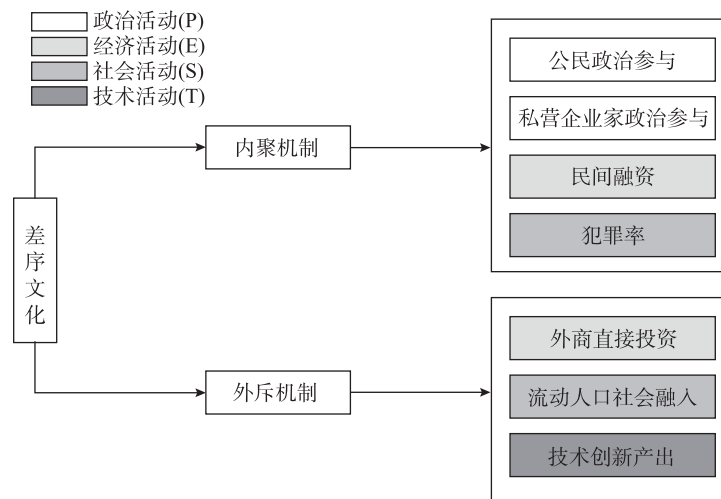 政治活动(P)
经济活动(E)
社会活动(S)
技术活动(T)
差序文化
内聚机制
公民政治参与
私营企业家政治参与
民间融资
犯罪率
外斥机制
外商直接投资
流动人口社会融入
技术创新产出